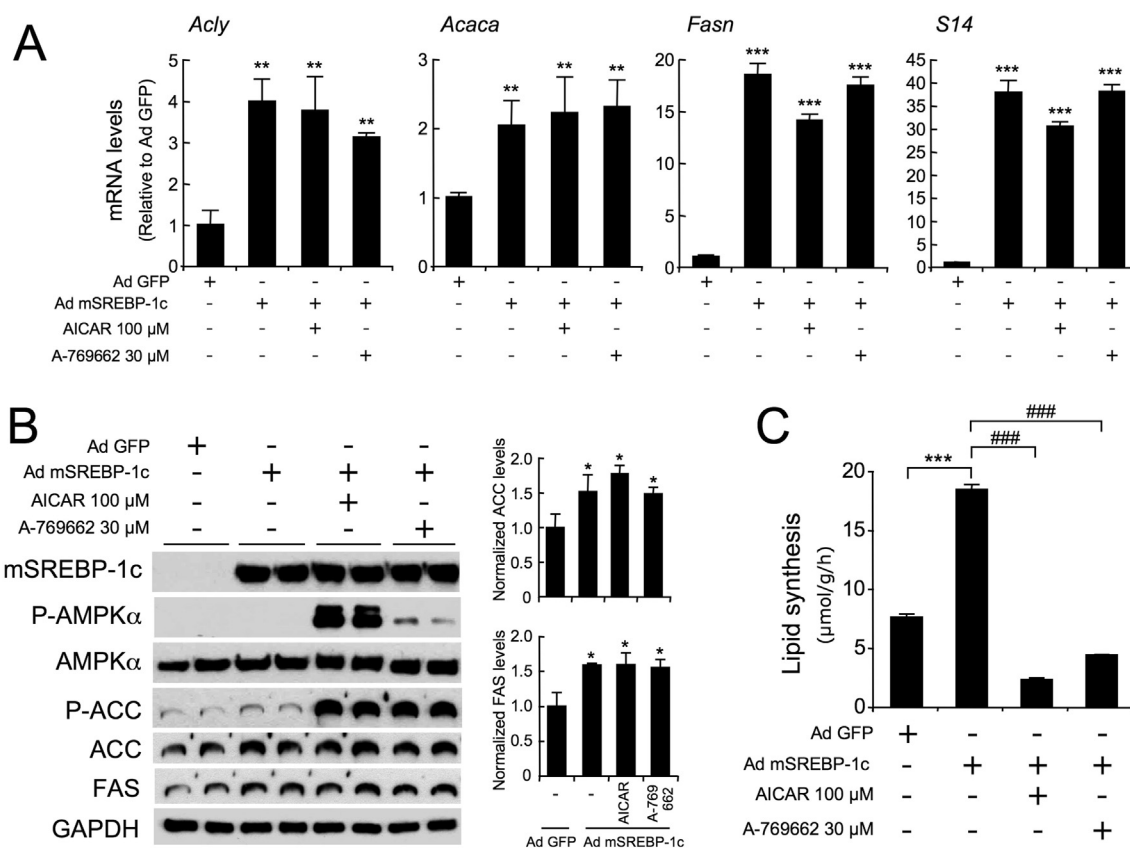 A
Acly
Acaca
Fasn
S14
mRNA levels
(Relative to Ad GFP)
5
4
3
2
1
0
**
**
**
3
2
1
0
**
**
**
20
15
10
5
0
***
***
***
45
40
35
30
25
20
15
10
5
0
***
***
***
Ad GFP + - - - + - - - + - - - + - - -
Ad mSREBP-1c - + + + - + + + - + + + - + + +
AICAR 100 µM - - + - - - + - - - + - - - + -
A-769662 30 µM - - - + - - - + - - - + - - - +
B
Ad GFP + - - -
Ad mSREBP-1c - + + +
AICAR 100 µM - - + -
A-769662 30 µM - - - +
mSREBP-1c
P-AMPKα
AMPKα
P-ACC
ACC
FAS
GAPDH
Normalized ACC levels
2.0
1.5
1.0
0.5
0.0
*
*
*
Normalized FAS levels
2.0
1.5
1.0
0.5
0.0
*
*
*
- - AICAR A-769
662
Ad GFP Ad mSREBP-1c
C
Lipid synthesis
(µmol/g/h)
20
15
10
5
0
***
###
###
Ad GFP + - - -
Ad mSREBP-1c - + + +
AICAR 100 µM - - + -
A-769662 30 µM - - - +